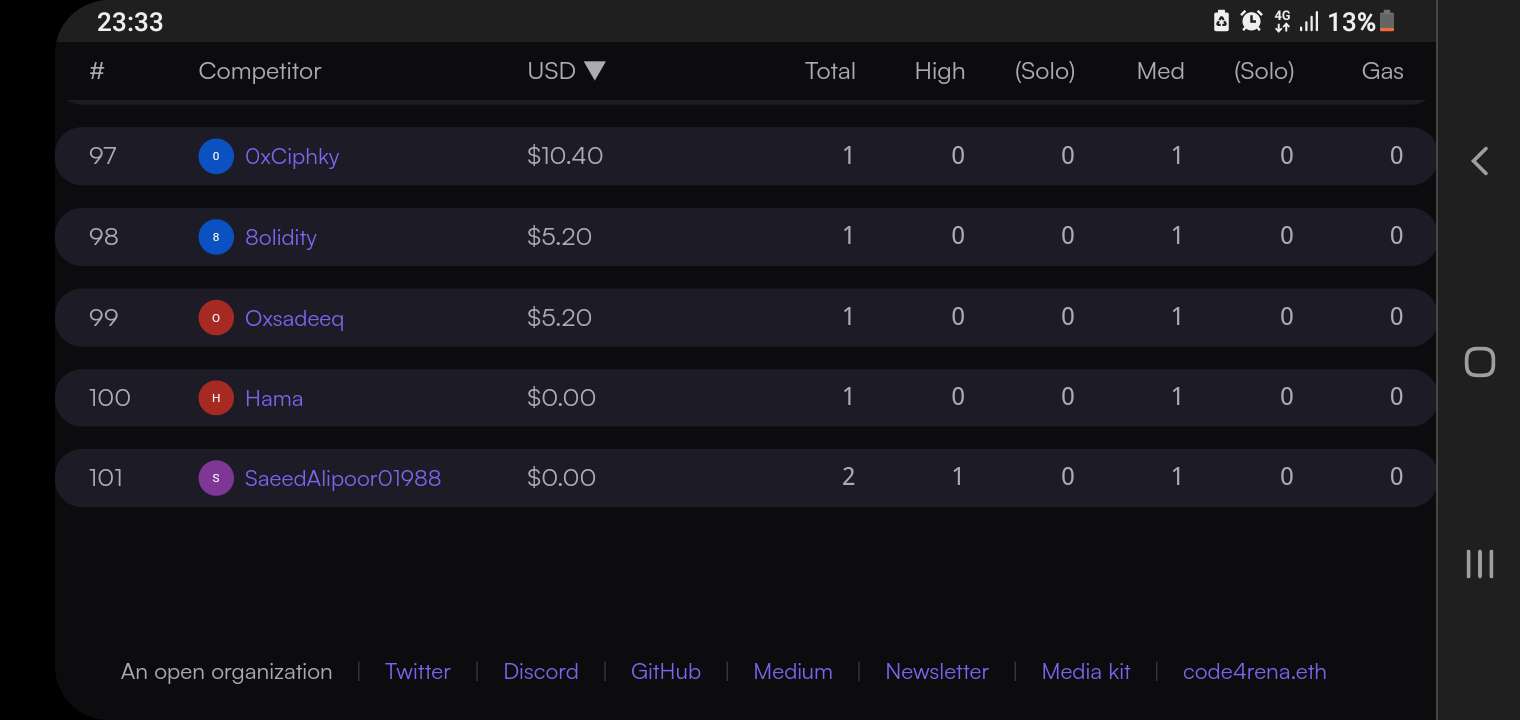 23:33 4G 13%
# Competitor USD ▼ Total High (Solo) Med (Solo) Gas
97 0 0xCiphky $10.40 1 0 0 1 0 0
98 8 8olidity $5.20 1 0 0 1 0 0
99 O Oxsadeeq $5.20 1 0 0 1 0 0
100 H Hama $0.00 1 0 0 1 0 0
101 S SaeedAlipoor01988 $0.00 2 1 0 1 0 0
An open organization | Twitter | Discord | GitHub | Medium | Newsletter | Media kit | code4rena.eth